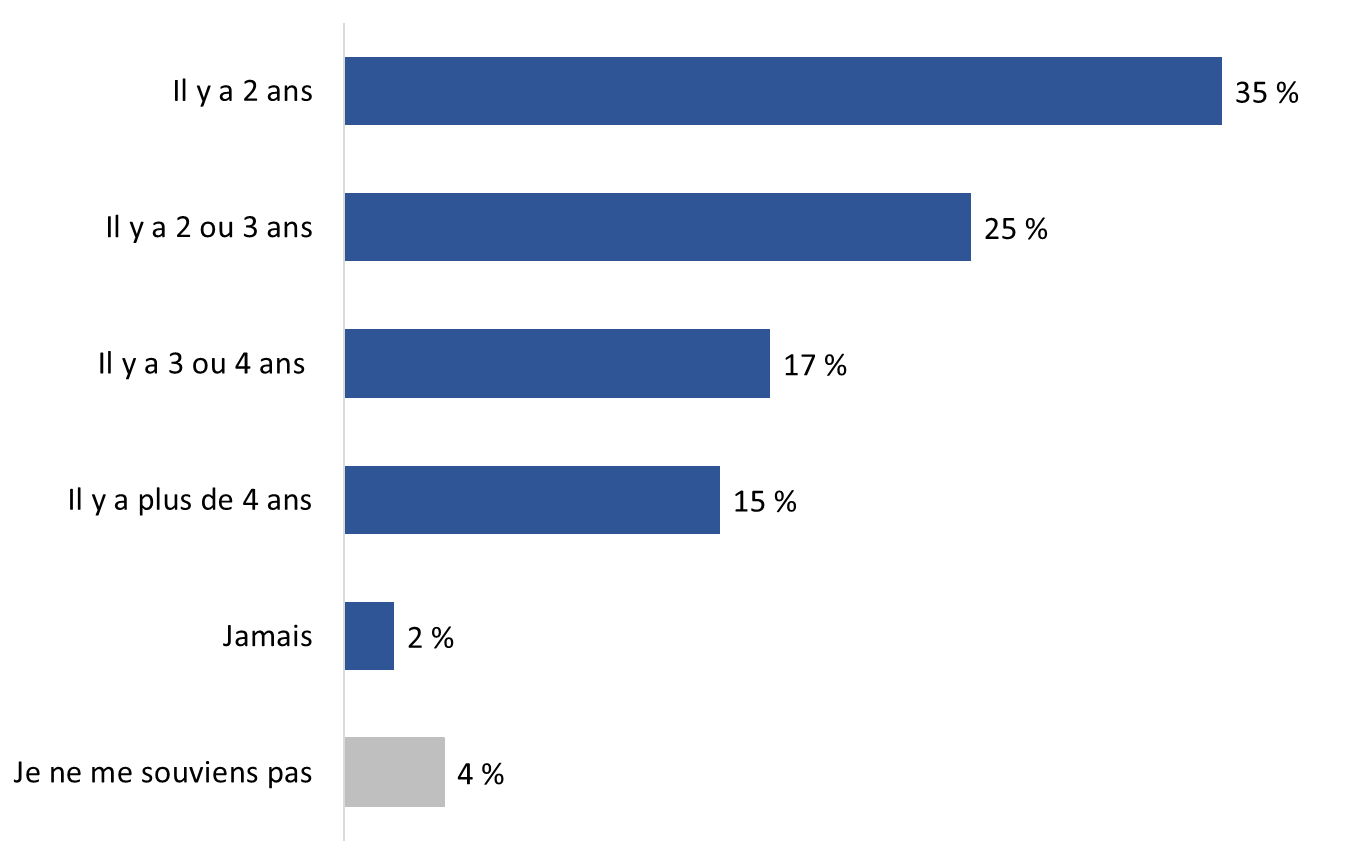 Il y a 2 ans 35 %
Il y a 2 ou 3 ans 25 %
Il y a 3 ou 4 ans 17 %
Il y a plus de 4 ans 15 %
Jamais 2 %
Je ne me souviens pas 4 %